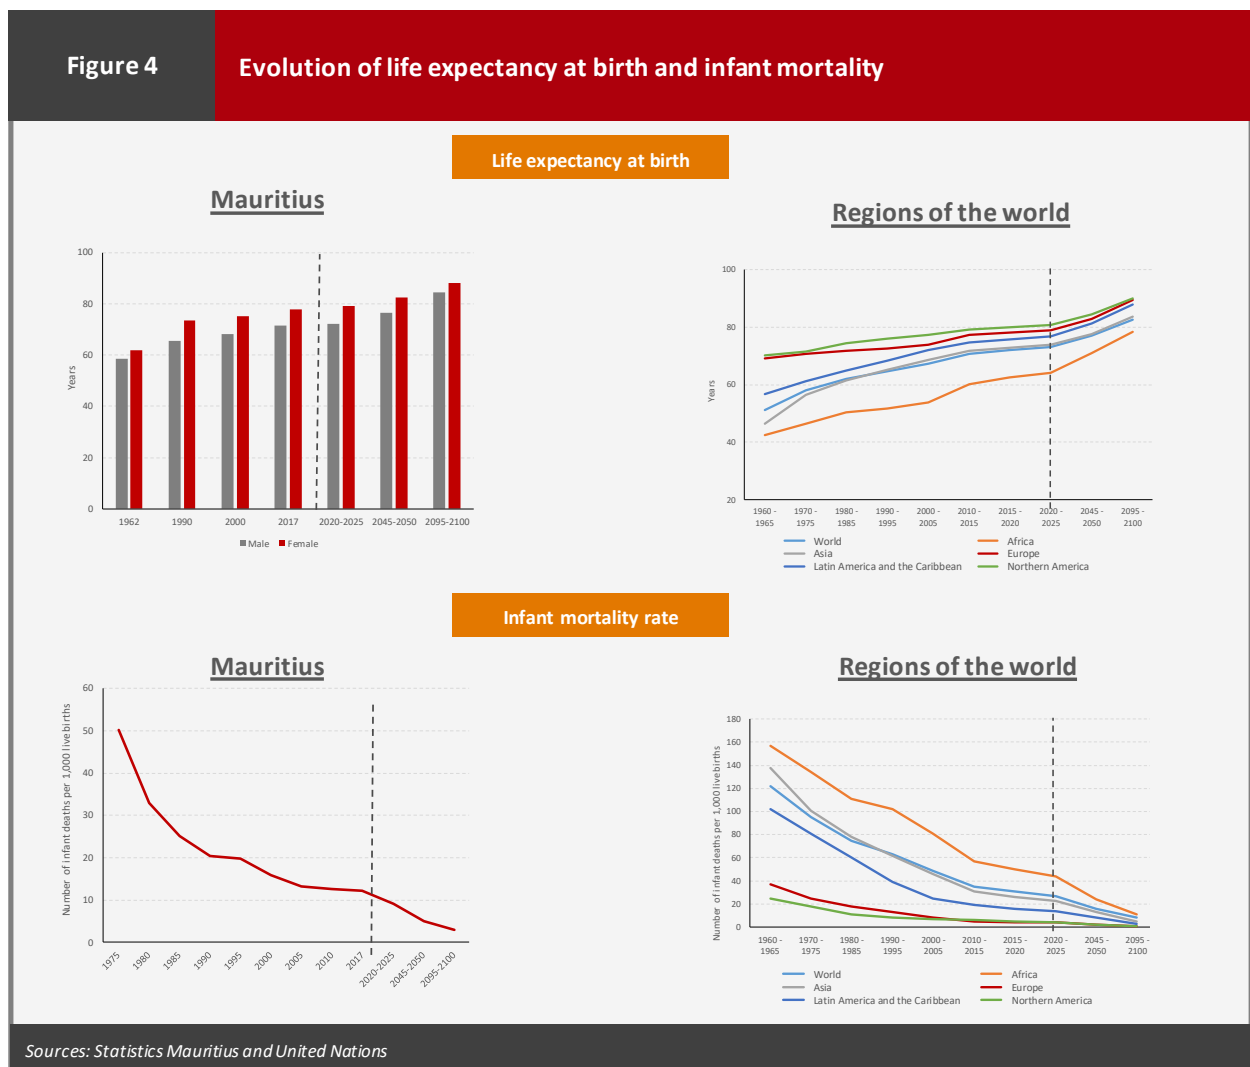 Figure 4
Evolution of life expectancy at birth and infant mortality
Life expectancy at birth
Mauritius
Years
100
80
60
40
20
0
1962 1990 2000 2017 2020-2025 2045-2050 2095-2100
Male Female
Regions of the world
Years
100
80
60
40
20
1960 - 1970 - 1980 - 1990 - 2000 - 2010 - 2015 - 2020 - 2045 - 2095 -
1965 1975 1985 1995 2005 2015 2020 2025 2050 2100
World Africa
Asia Europe
Latin America and the Caribbean Northern America
Infant mortality rate
Mauritius
Number of infant deaths per 1,000 livebirths
60
50
40
30
20
10
0
1975 1980 1985 1990 1995 2000 2005 2010 2017 2020-2025 2045-2050 2095-2100
Regions of the world
Number of infant deaths per 1,000 livebirths
180
160
140
120
100
80
60
40
20
0
1960 - 1970 - 1980 - 1990 - 2000 - 2010 - 2015 - 2020 - 2045 - 2095 -
1965 1975 1985 1995 2005 2015 2020 2025 2050 2100
World Africa
Asia Europe
Latin America and the Caribbean Northern America
Sources: Statistics Mauritius and United Nations